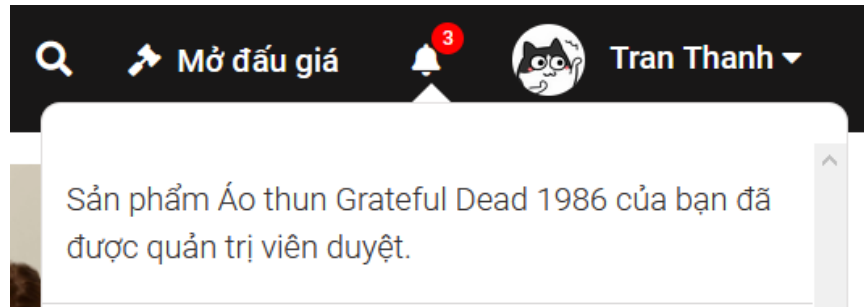 Mở đấu giá
3
Tran Thanh
Sản phẩm Áo thun Grateful Dead 1986 của bạn đã
được quản trị viên duyệt.